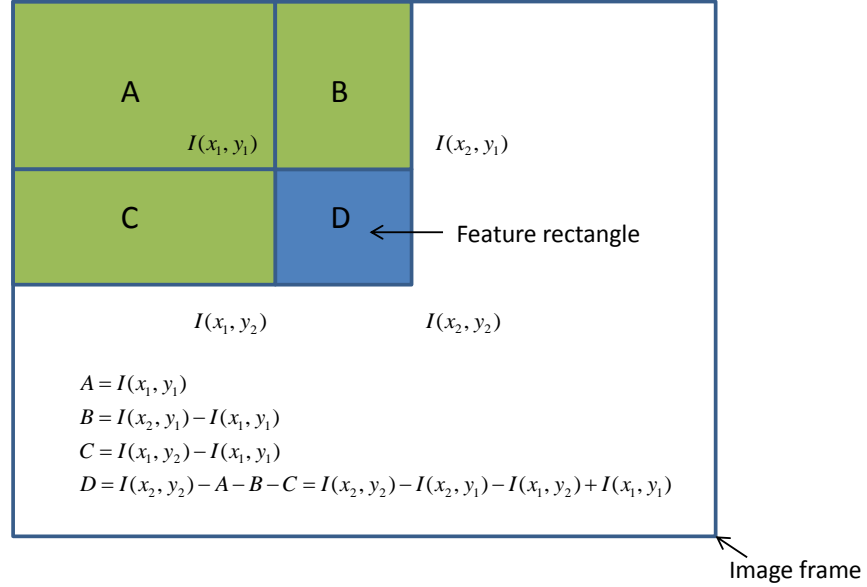 A B
I(x₁, y₁) I(x₂, y₁)
C D
Feature rectangle
I(x₁, y₂) I(x₂, y₂)
A = I(x₁, y₁)
B = I(x₂, y₁) − I(x₁, y₁)
C = I(x₁, y₂) − I(x₁, y₁)
D = I(x₂, y₂) − A − B − C = I(x₂, y₂) − I(x₂, y₁) − I(x₁, y₂) + I(x₁, y₁)
Image frame